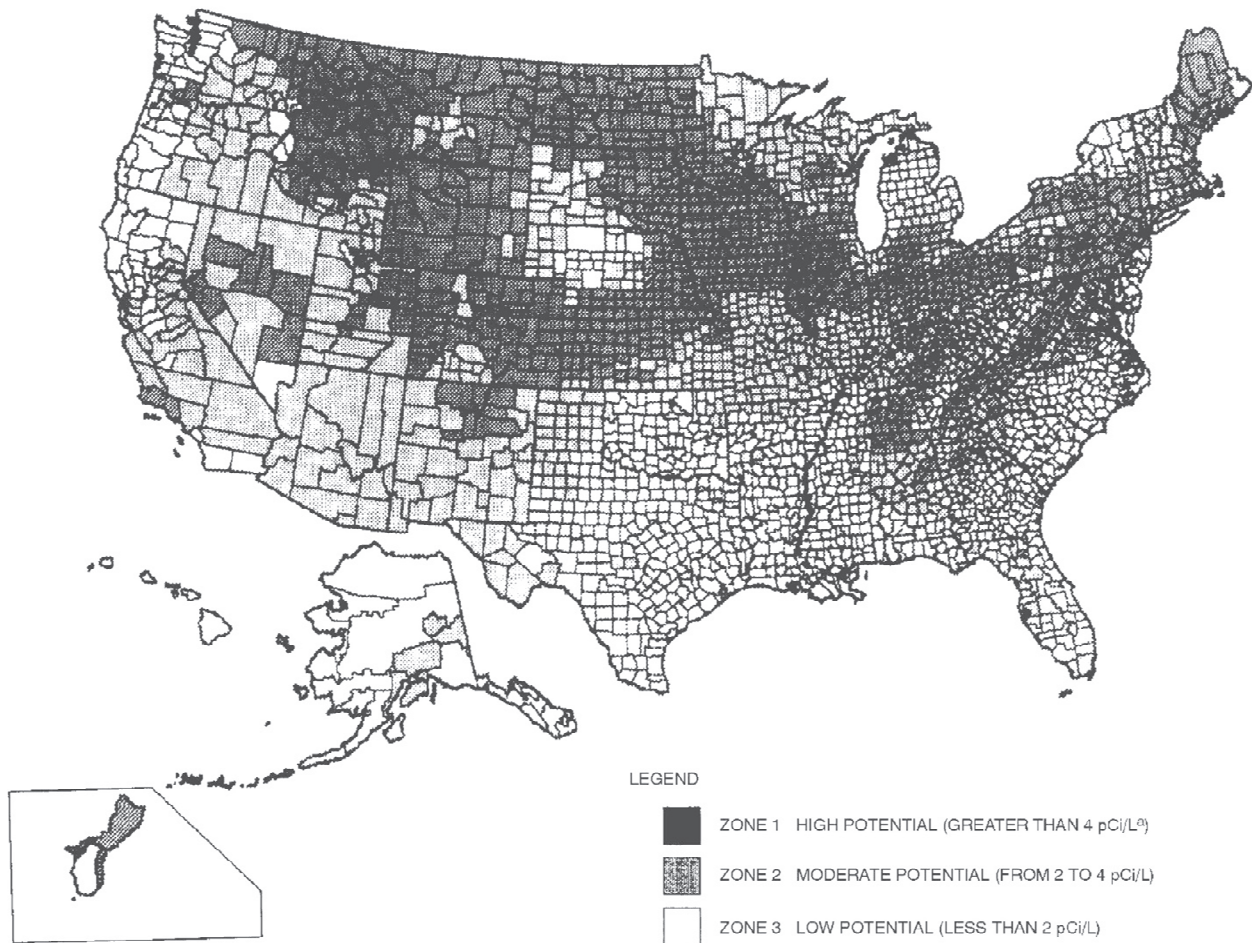 LEGEND
ZONE 1 HIGH POTENTIAL (GREATER THAN 4 pCi/Lª)
ZONE 2 MODERATE POTENTIAL (FROM 2 TO 4 pCi/L)
ZONE 3 LOW POTENTIAL (LESS THAN 2 pCi/L)